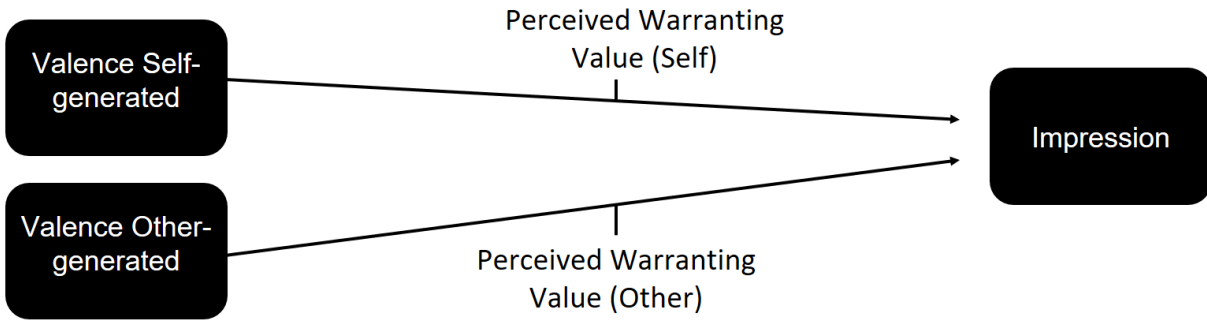 Perceived Warranting
Value (Self)
Valence Self-
generated
Impression
Valence Other-
generated
Perceived Warranting
Value (Other)